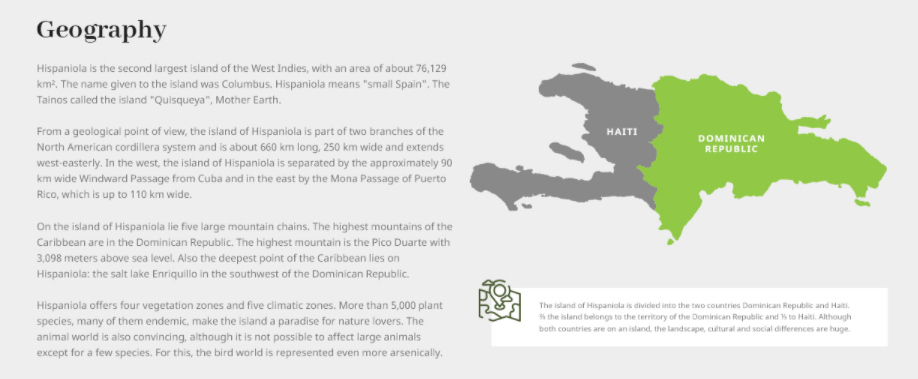 Geography
Hispaniola is the second largest island of the West Indies, with an area of about 76,129
km². The name given to the island was Columbus. Hispaniola means "small Spain". The
Tainos called the island "Quisqueya", Mother Earth.
From a geological point of view, the island of Hispaniola is part of two branches of the
North American cordillera system and is about 660 km long, 250 km wide and extends
west-easterly. In the west, the island of Hispaniola is separated by the approximately 90
km wide Windward Passage from Cuba and in the east by the Mona Passage of Puerto
Rico, which is up to 110 km wide.
On the island of Hispaniola lie five large mountain chains. The highest mountains of the
Caribbean are in the Dominican Republic. The highest mountain is the Pico Duarte with
3,098 meters above sea level. Also the deepest point of the Caribbean lies on
Hispaniola: the salt lake Enriquillo in the southwest of the Dominican Republic.
Hispaniola offers four vegetation zones and five climatic zones. More than 5,000 plant
species, many of them endemic, make the island a paradise for nature lovers. The
animal world is also convincing, although it is not possible to affect large animals
except for a few species. For this, the bird world is represented even more arsenically.
HAITI
DOMINICAN
REPUBLIC
The island of Hispaniola is divided into the two countries Dominican Republic and Haiti.
⅔ the island belongs to the territory of the Dominican Republic and ⅓ to Haiti. Although
both countries are on an island, the landscape, cultural and social differences are huge.